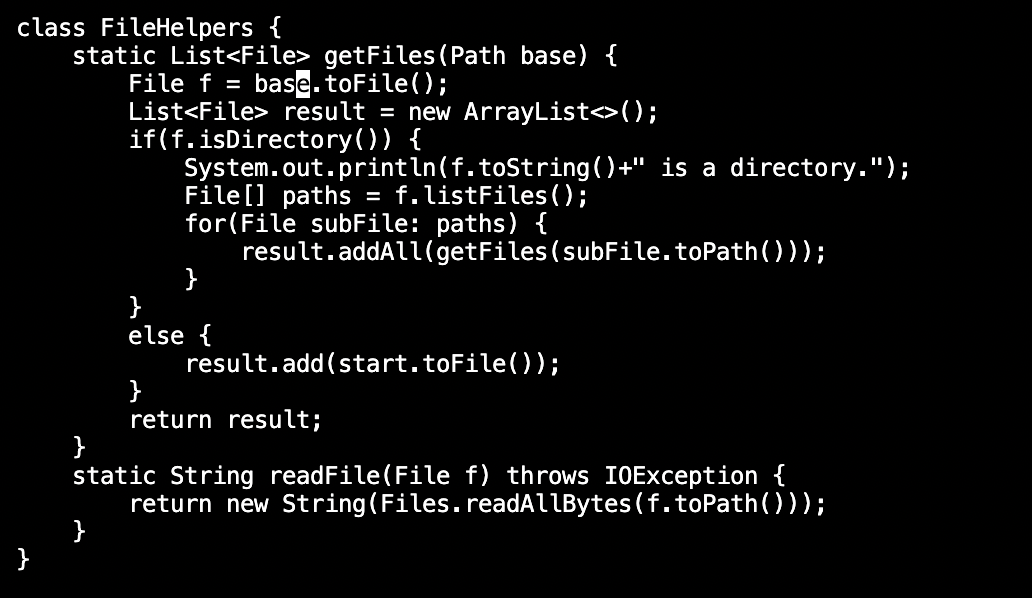 class FileHelpers {
    static List<File> getFiles(Path base) {
        File f = base.toFile();
        List<File> result = new ArrayList<>();
        if(f.isDirectory()) {
            System.out.println(f.toString()+" is a directory.");
            File[] paths = f.listFiles();
            for(File subFile: paths) {
                result.addAll(getFiles(subFile.toPath()));
            }
        }
        else {
            result.add(start.toFile());
        }
        return result;
    }
    static String readFile(File f) throws IOException {
        return new String(Files.readAllBytes(f.toPath()));
    }
}